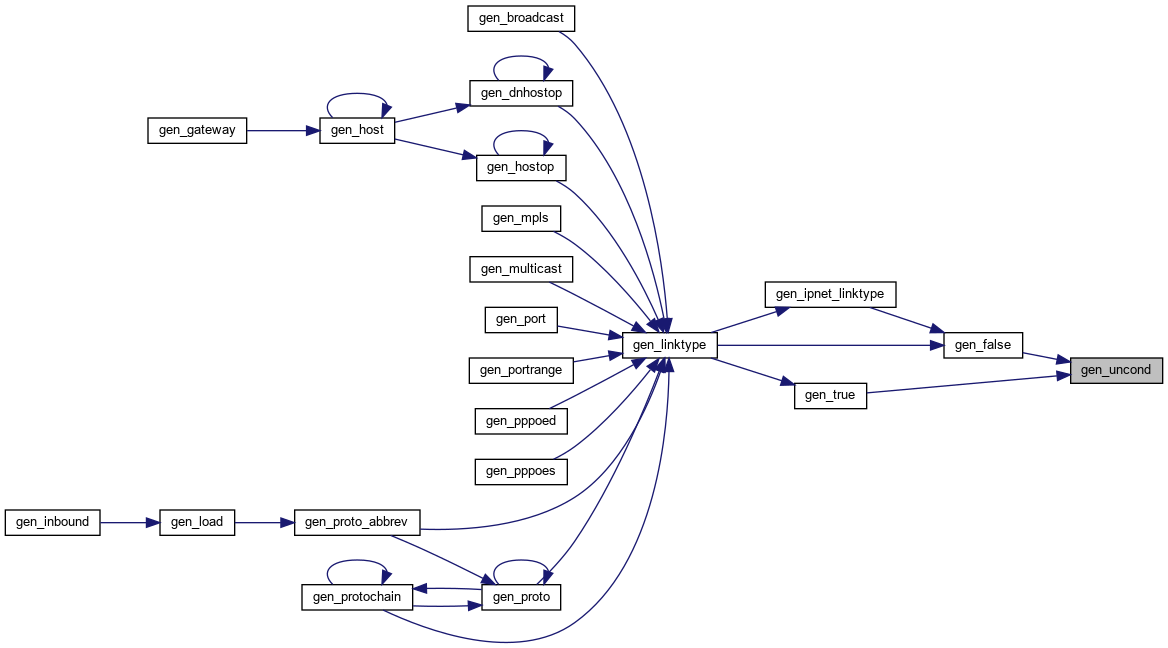 gen_broadcast
gen_dnhostop
gen_gateway
gen_host
gen_hostop
gen_mpls
gen_multicast
gen_ipnet_linktype
gen_port
gen_linktype
gen_false
gen_portrange
gen_uncond
gen_true
gen_pppoed
gen_pppoes
gen_inbound
gen_load
gen_proto_abbrev
gen_protochain
gen_proto